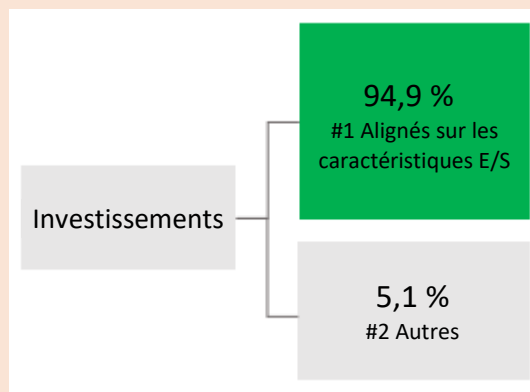 94,9 %
#1 Alignés sur les
caractéristiques E/S
Investissements
5,1 %
#2 Autres